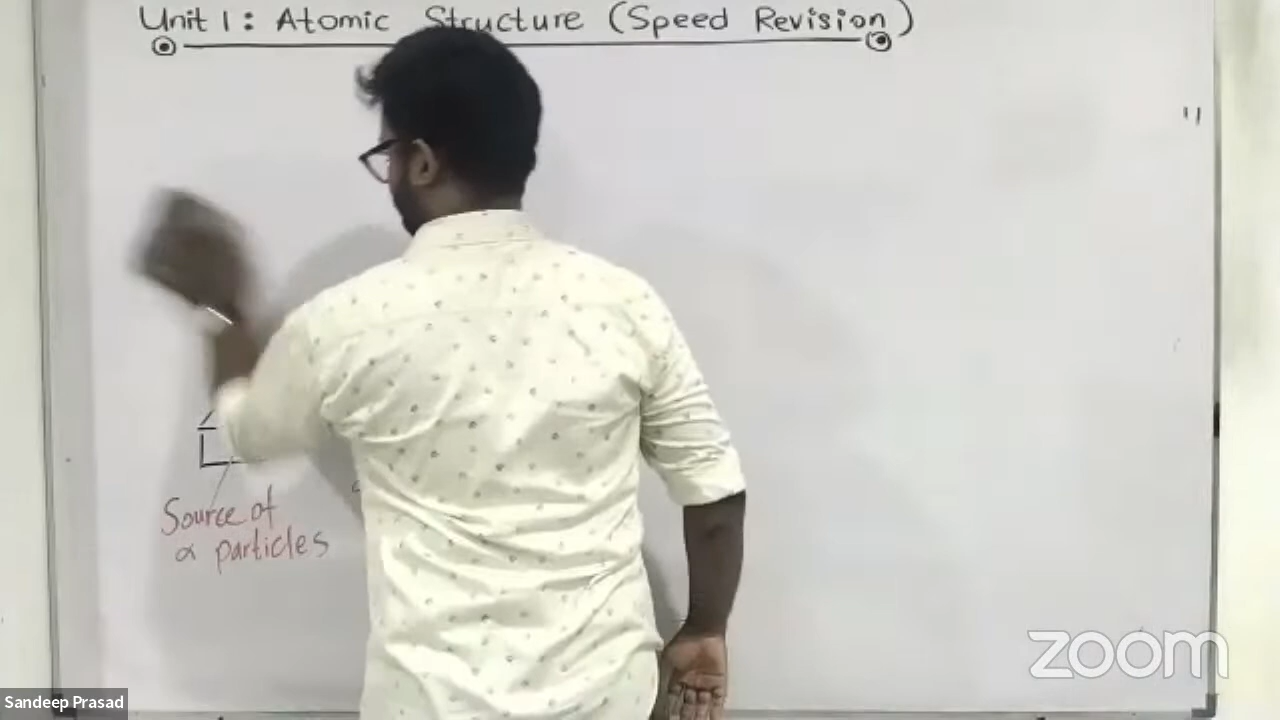 Unit 1 : Atomic Structure (Speed Revision)
Source of
α particles
zoom
Sandeep Prasad